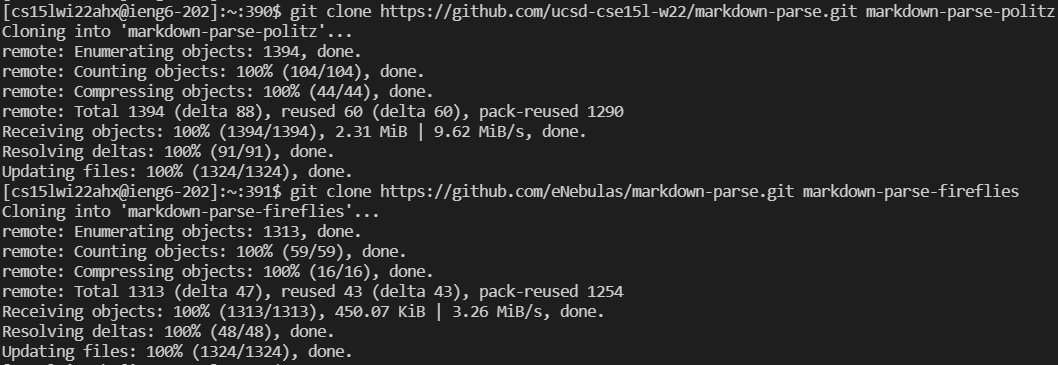 [cs15lwi22ahx@ieng6-202]:~:390$ git clone https://github.com/ucsd-cse15l-w22/markdown-parse.git markdown-parse-politz
Cloning into 'markdown-parse-politz'...
remote: Enumerating objects: 1394, done.
remote: Counting objects: 100% (104/104), done.
remote: Compressing objects: 100% (44/44), done.
remote: Total 1394 (delta 88), reused 60 (delta 60), pack-reused 1290
Receiving objects: 100% (1394/1394), 2.31 MiB | 9.62 MiB/s, done.
Resolving deltas: 100% (91/91), done.
Updating files: 100% (1324/1324), done.
[cs15lwi22ahx@ieng6-202]:~:391$ git clone https://github.com/eNebulas/markdown-parse.git markdown-parse-fireflies
Cloning into 'markdown-parse-fireflies'...
remote: Enumerating objects: 1313, done.
remote: Counting objects: 100% (59/59), done.
remote: Compressing objects: 100% (16/16), done.
remote: Total 1313 (delta 47), reused 43 (delta 43), pack-reused 1254
Receiving objects: 100% (1313/1313), 450.07 KiB | 3.26 MiB/s, done.
Resolving deltas: 100% (48/48), done.
Updating files: 100% (1324/1324), done.